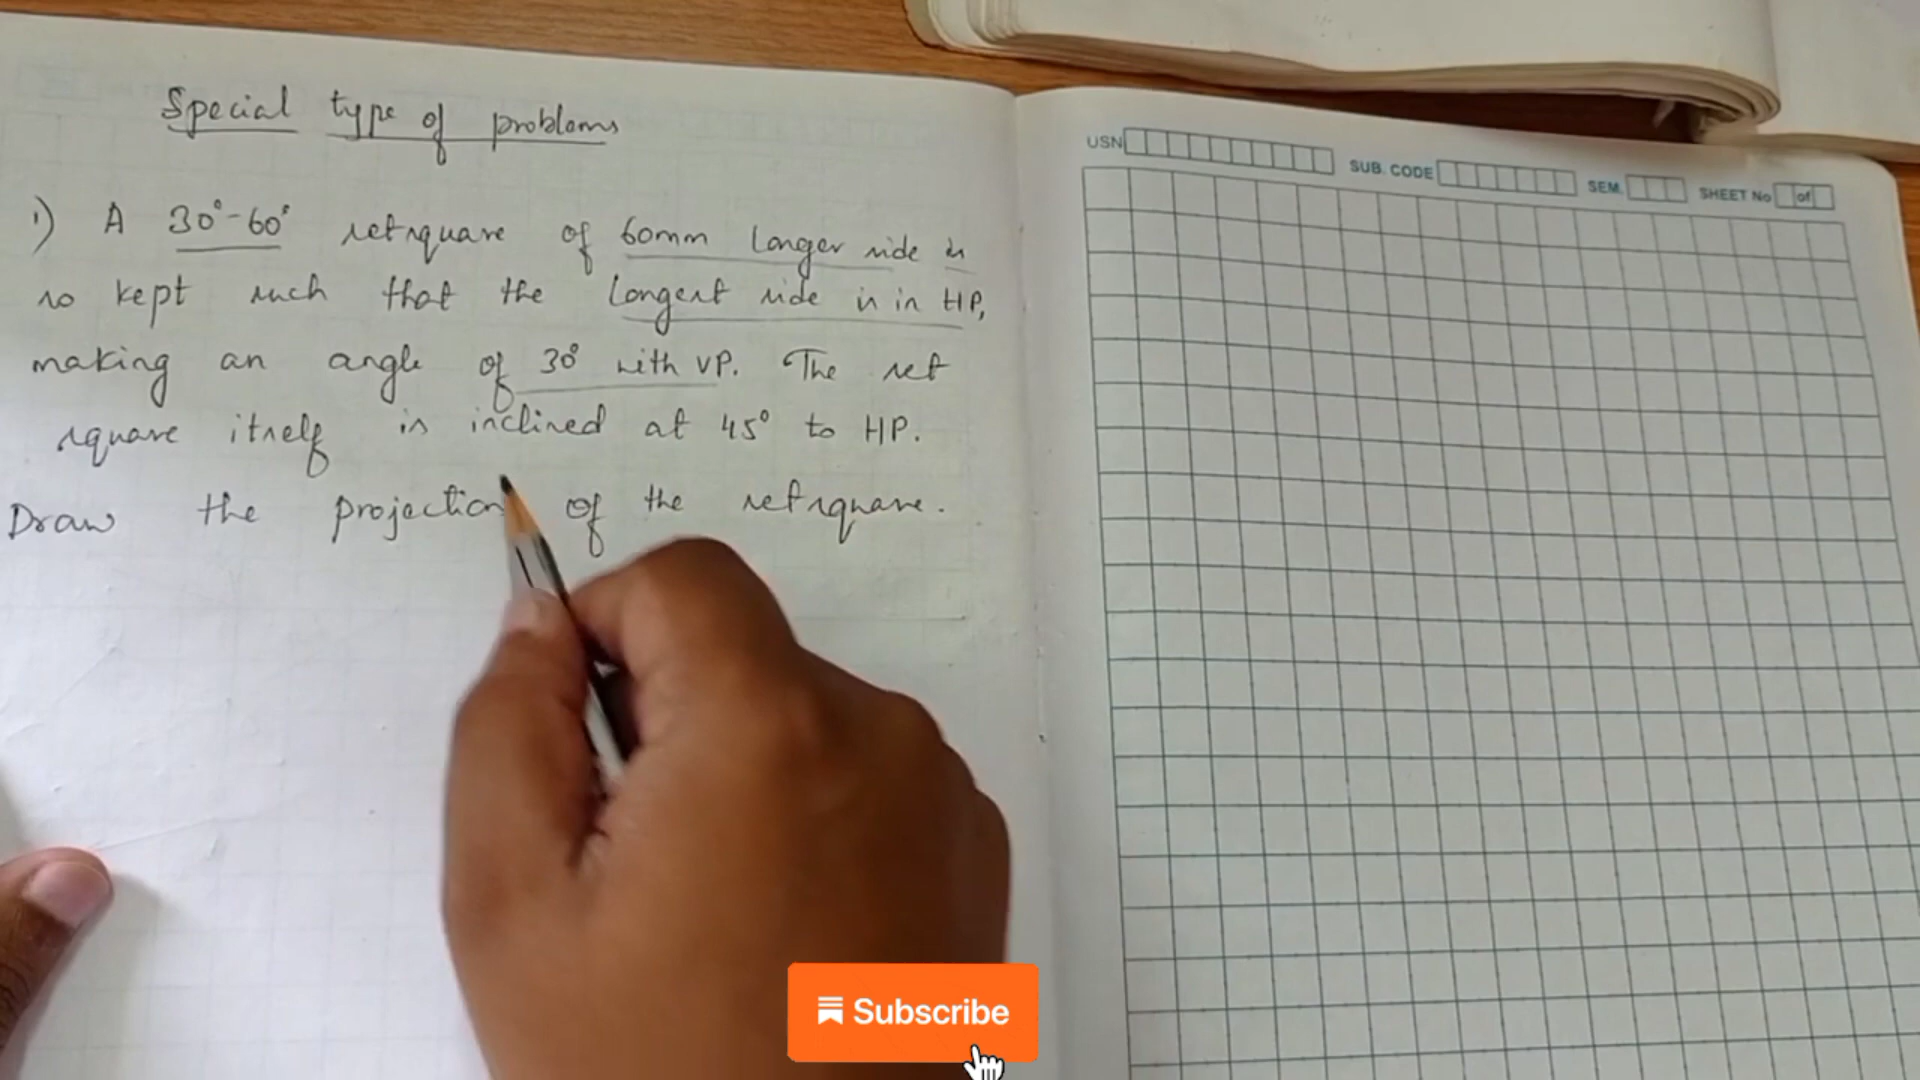 Special type of problems
1) A 30°-60° setsquare of 60mm longer side is
so kept such that the longest side is in HP,
making an angle of 30° with VP. The set
square itself is inclined at 45° to HP.
Draw the projection of the setsquare.
USN SUB. CODE SEM. SHEET No of
Subscribe